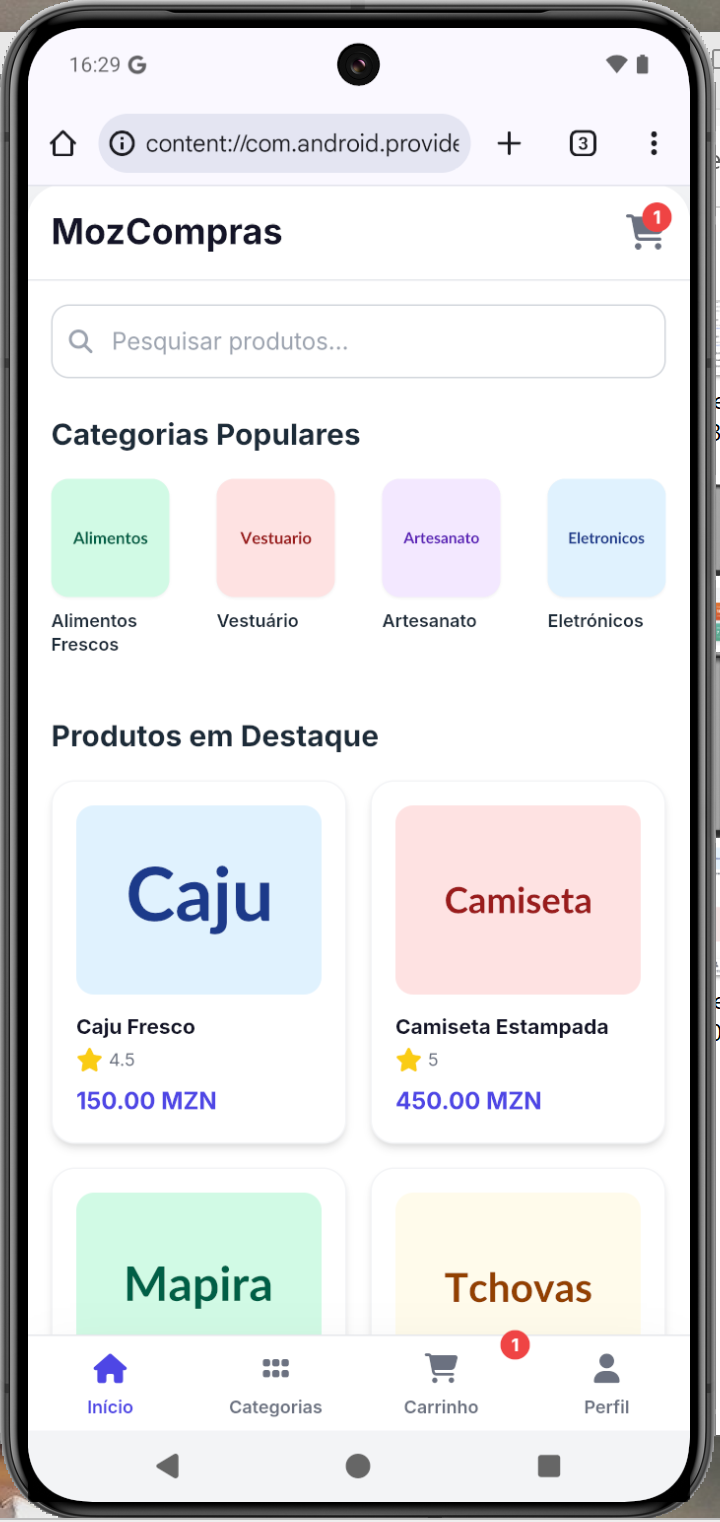 16:29 G
content://com.android.provide
3
MozCompras
1
Pesquisar produtos...
Categorias Populares
Alimentos
Vestuario
Artesanato
Eletronicos
Alimentos
Frescos
Vestuário
Artesanato
Eletrónicos
Produtos em Destaque
Caju
Camiseta
Caju Fresco
Camiseta Estampada
4.5
5
150.00 MZN
450.00 MZN
Mapira
Tchovas
1
Início
Categorias
Carrinho
Perfil